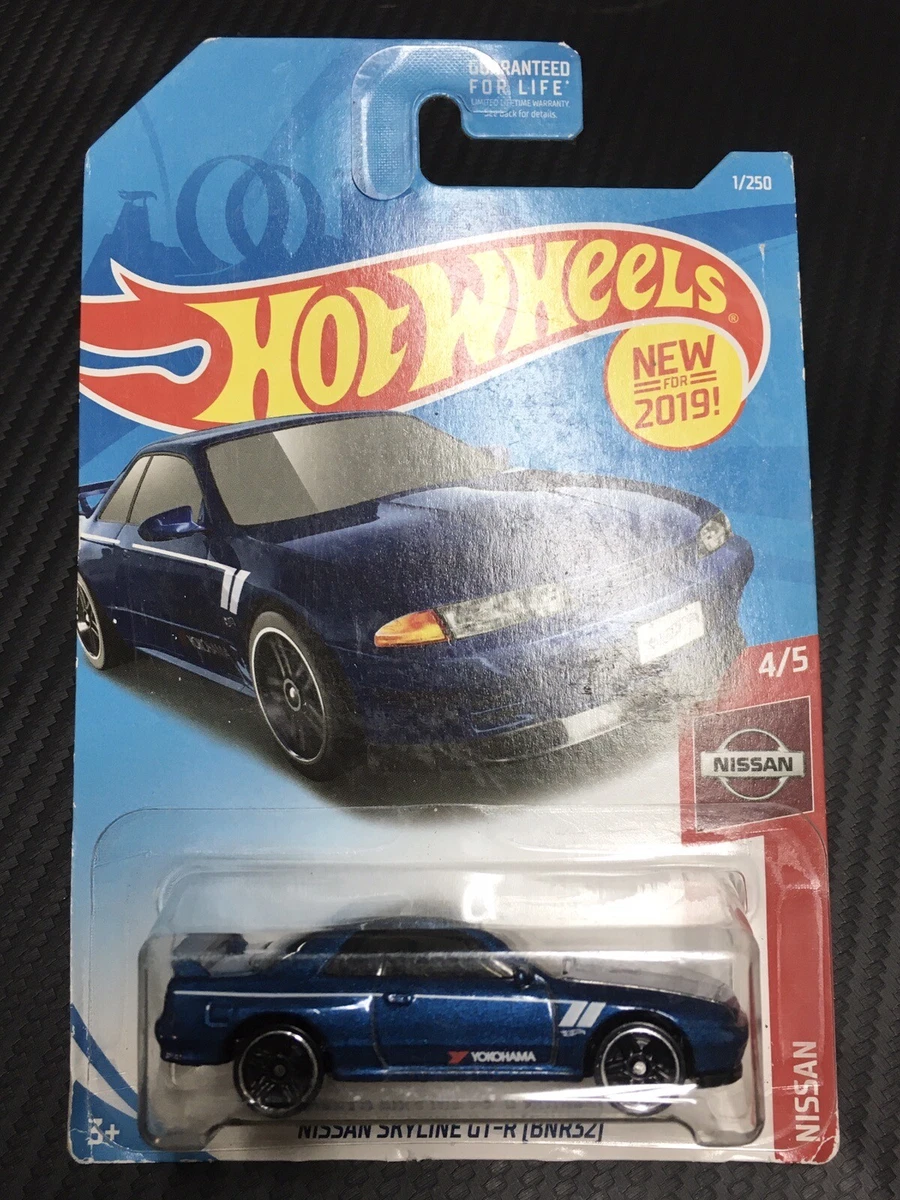 GUARANTEED
FOR LIFE*
LIMITED LIFETIME WARRANTY.
See back for details.
1/250
HOT WHEELS®
NEW
FOR
2019!
YOKOHAMA
4/5
NISSAN
YOKOHAMA
NISSAN
3+
NISSAN SKYLINE GT-R [BNR32]